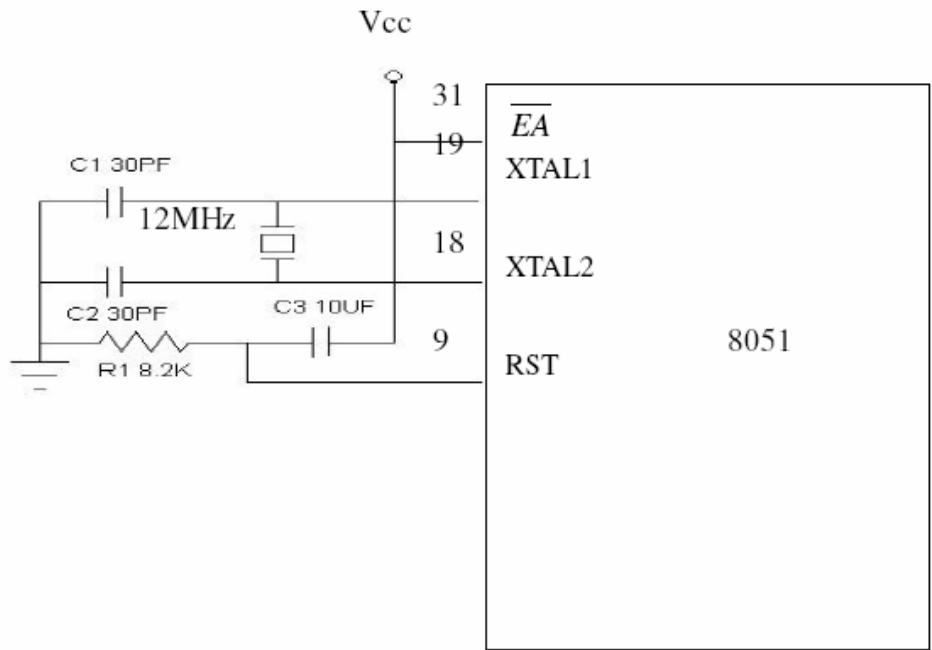 Vcc
31
EA
19
C1 30PF
XTAL1
12MHz
18
XTAL2
C2 30PF
C3 10UF
9
8051
R1 8.2K
RST